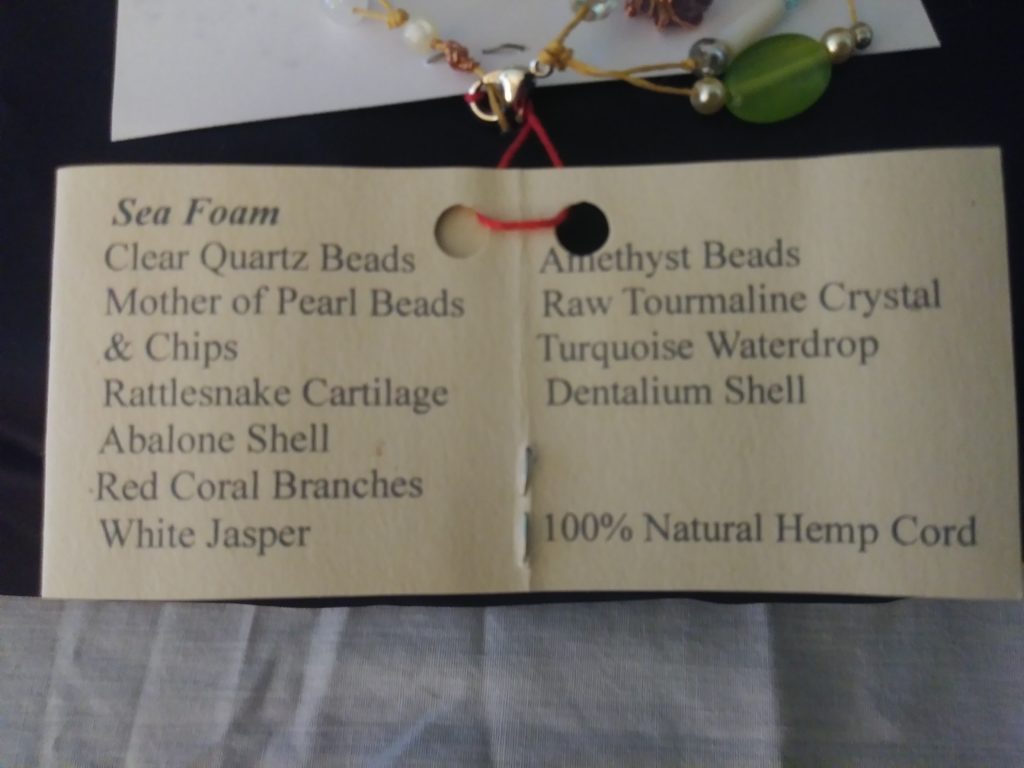 Sea Foam
Clear Quartz Beads
Mother of Pearl Beads
& Chips
Rattlesnake Cartilage
Abalone Shell
Red Coral Branches
White Jasper
Amethyst Beads
Raw Tourmaline Crystal
Turquoise Waterdrop
Dentalium Shell
100% Natural Hemp Cord